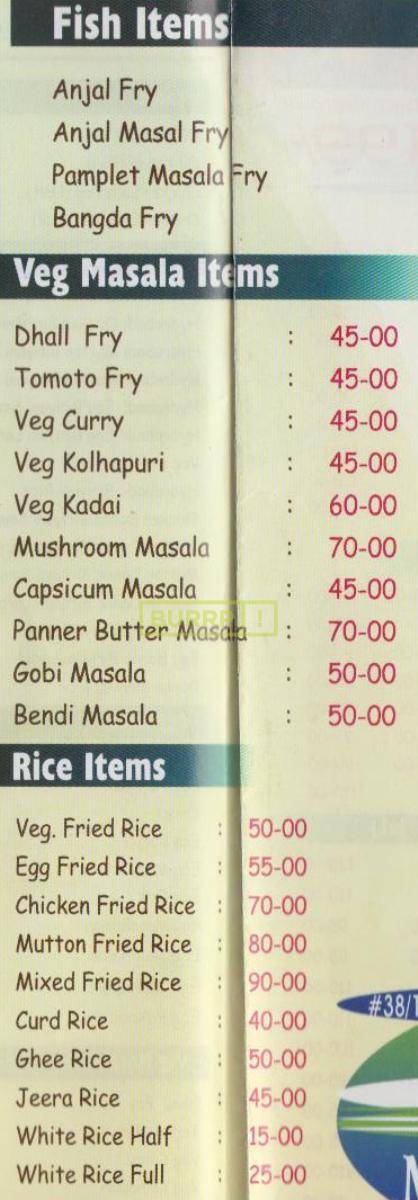 Fish Items
Anjal Fry
Anjal Masal Fry
Pamplet Masala Fry
Bangda Fry
Veg Masala Items
Dhall Fry : 45-00
Tomoto Fry : 45-00
Veg Curry : 45-00
Veg Kolhapuri : 45-00
Veg Kadai : 60-00
Mushroom Masala : 70-00
Capsicum Masala : 45-00
BURRP !
Panner Butter Masala : 70-00
Gobi Masala : 50-00
Bendi Masala : 50-00
Rice Items
Veg. Fried Rice : 50-00
Egg Fried Rice : 55-00
Chicken Fried Rice : 70-00
Mutton Fried Rice : 80-00
Mixed Fried Rice : 90-00
Curd Rice : 40-00
#38/1
Ghee Rice : 50-00
Jeera Rice : 45-00
White Rice Half : 15-00
White Rice Full : 25-00